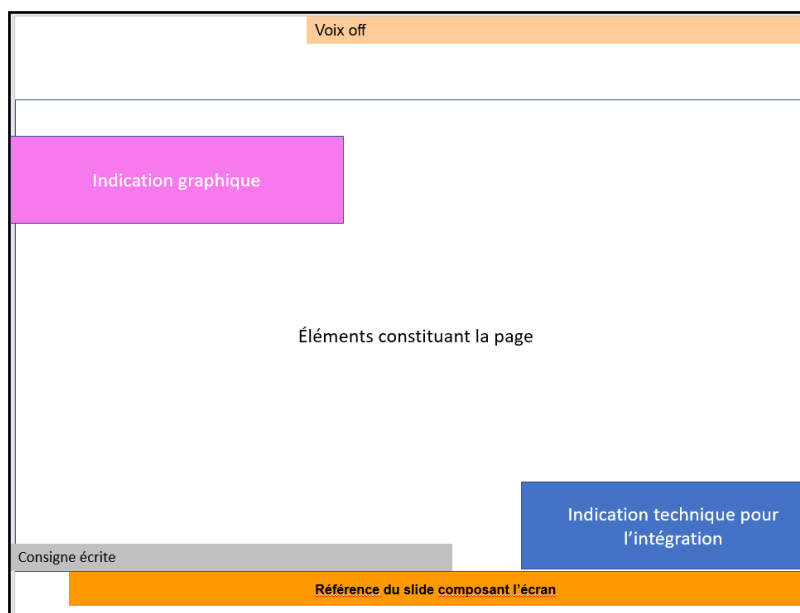 Voix off
Indication graphique
Éléments constituant la page
Indication technique pour
l’intégration
Consigne écrite
Référence du slide composant l’écran